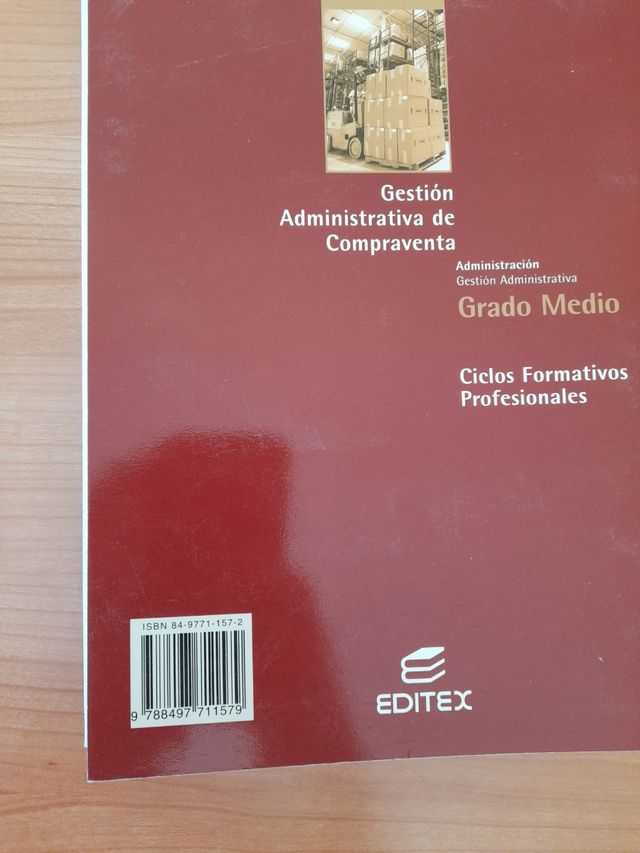 Gestión
Administrativa de
Compraventa
Administración
Gestión Administrativa
Grado Medio
Ciclos Formativos
Profesionales
ISBN 84-9771-157-2
9 788497 711579
EDITEX